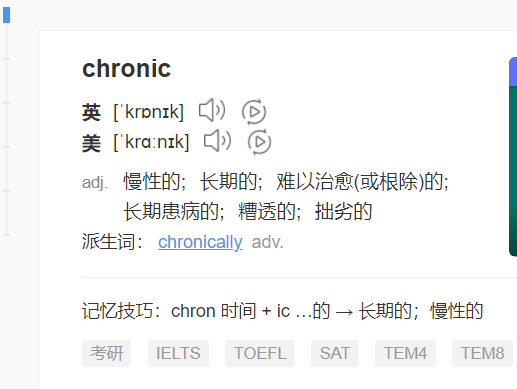 chronic
英 [ˈkrɒnɪk]
美 [ˈkrɑːnɪk]
adj. 慢性的；长期的；难以治愈(或根除)的;
长期患病的；糟透的；拙劣的
派生词： chronically adv.
记忆技巧：chron 时间 + ic …的 → 长期的；慢性的
考研 IELTS TOEFL SAT TEM4 TEM8